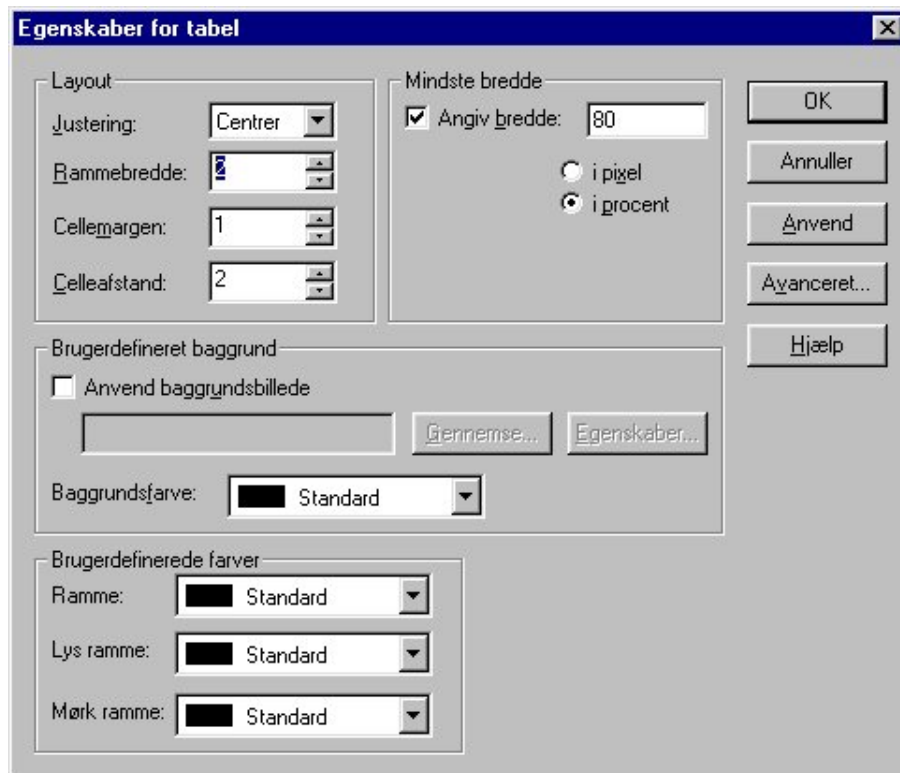 Egenskaber for tabel
Layout
Justering: Centrer
Rammebredde: 2
Cellemargen: 1
Celleafstand: 2
Mindste bredde
Angiv bredde: 80
i pixel
i procent
OK
Annuller
Anvend
Avanceret...
Hjælp
Brugerdefineret baggrund
Anvend baggrundsbillede
Gennemse... Egenskaber...
Baggrundsfarve: Standard
Brugerdefinerede farver
Ramme: Standard
Lys ramme: Standard
Mørk ramme: Standard